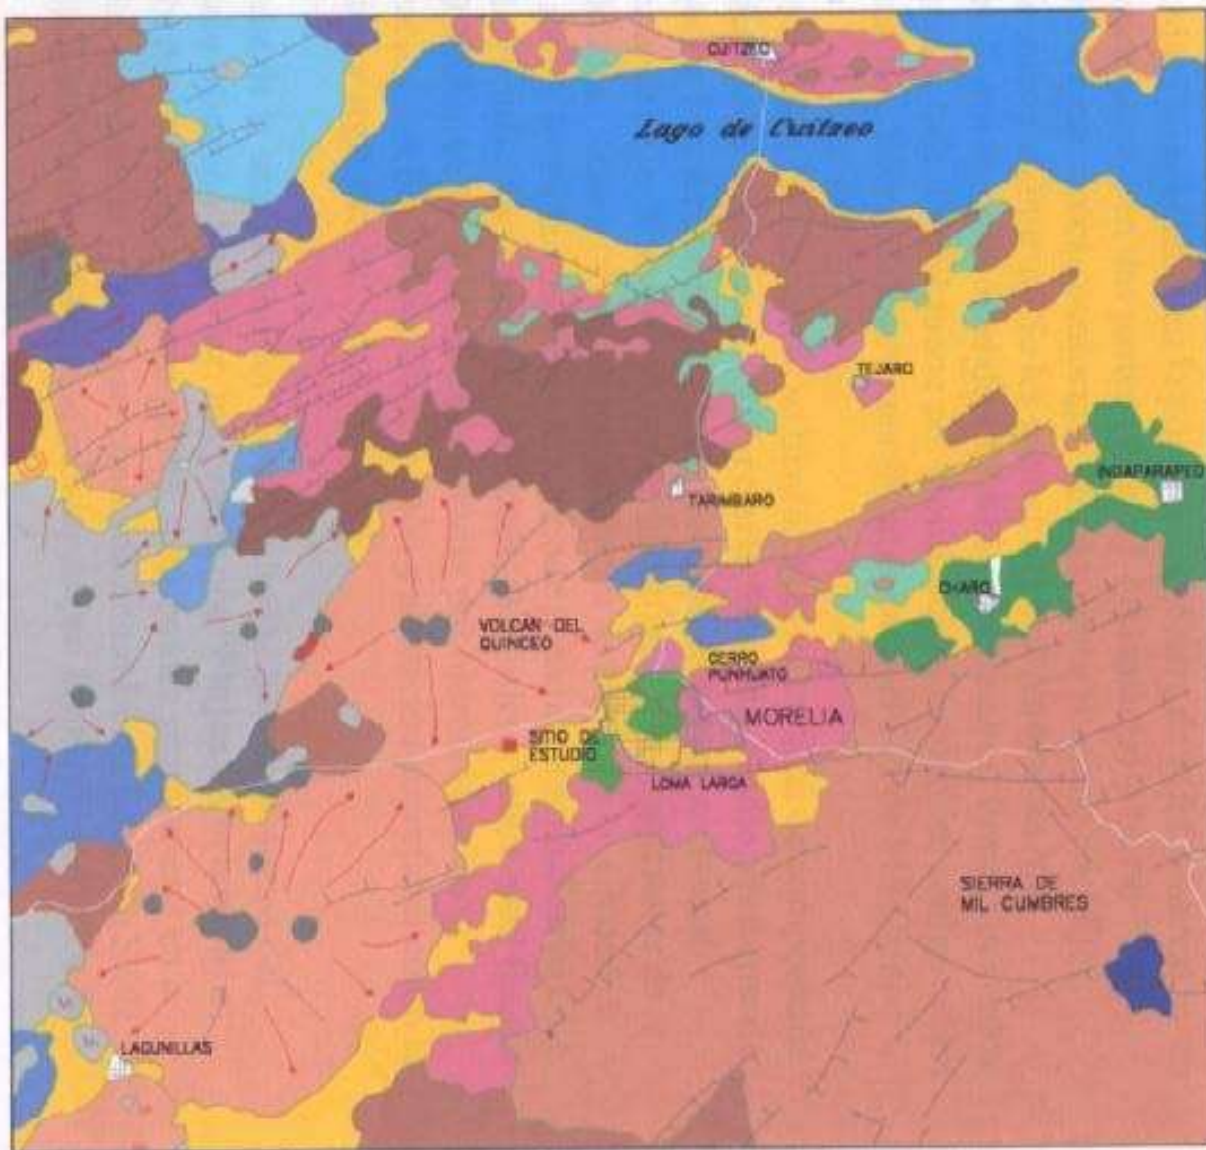 CUITZEO
Lago de Cuitzeo
TEJARO
INDAPARAPEO
TARIMBARO
CHARO
VOLCAN DEL
QUINCEO
CERRO
PUNHUATO
MORELIA
SITIO DE
ESTUDIO
LOMA LARGA
SIERRA DE
MIL CUMBRES
LAGUNILLAS